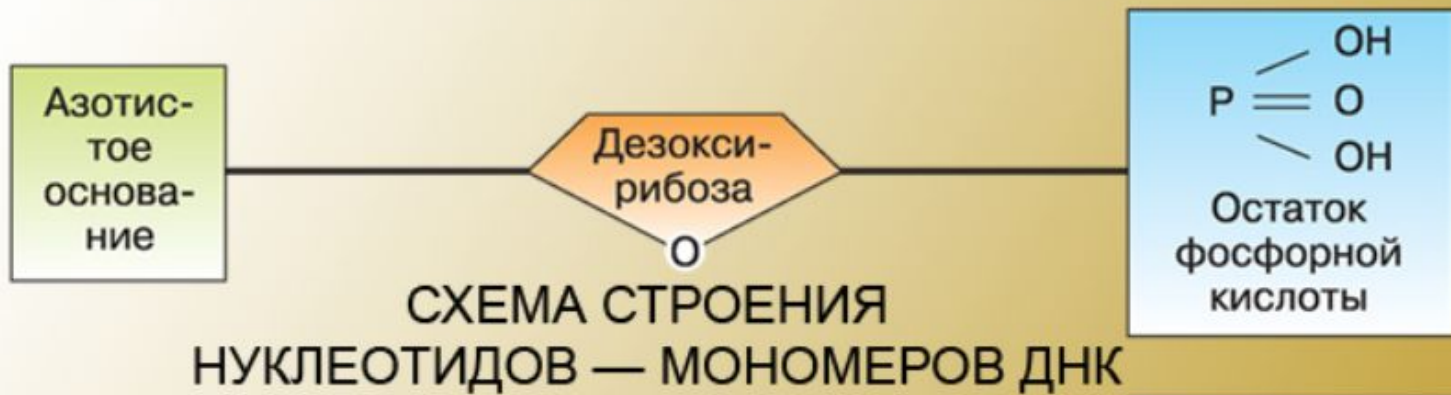 Азотис-
тое
основа-
ние
Дезокси-
рибоза
O
OH
P = O
OH
Остаток
фосфорной
кислоты
СХЕМА СТРОЕНИЯ
НУКЛЕОТИДОВ — МОНОМЕРОВ ДНК